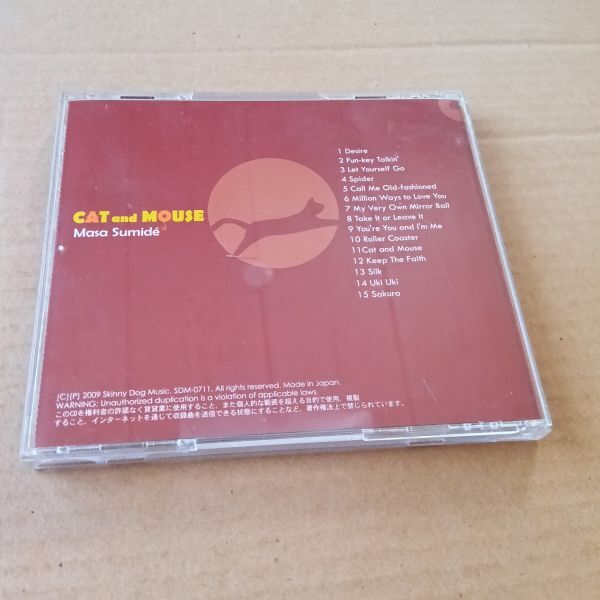 CAT and MOUSE
Masa Sumidé
1 Desire
2 Fun-key Talkin'
3 Let Yourself Go
4 Spider
5 Call Me Old-fashioned
6 Million Ways to Love You
7 My Very Own Mirror Ball
8 Take It or Leave It
9 You're You and I'm Me
10 Roller Coaster
11Cat and Mouse
12 Keep The Faith
13 Silk
14 Uki Uki
15 Sakura
(C)(P) 2009 Skinny Dog Music. SDM-0711. All rights reserved. Made in Japan.
WARNING: Unauthorized duplication is a violation of applicable laws.
このCDを権利者の許諾なく賃貸業に使用すること、また個人的な範囲を超える目的で使用、複製
すること、インターネットを通じて収録曲を送信できる状態にすることなど、著作権法上で禁じられています。